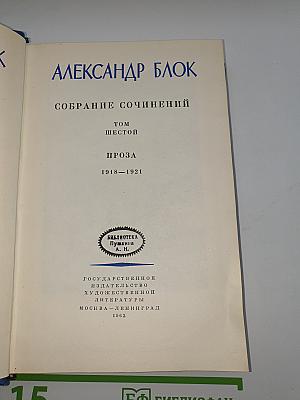 К
АЛЕКСАНДР БЛОК
СОБРАНИЕ СОЧИНЕНИЙ
ТОМ
ШЕСТОЙ
ПРОЗА
1918—1921
БИБЛИОТЕКА
Пушкина
А. Н.
ГОСУДАРСТВЕННОЕ
ИЗДАТЕЛЬСТВО
ХУДОЖЕСТВЕННОЙ
ЛИТЕРАТУРЫ
МОСКВА—ЛЕНИНГРАД
1962
15
БИБЛИОФАН